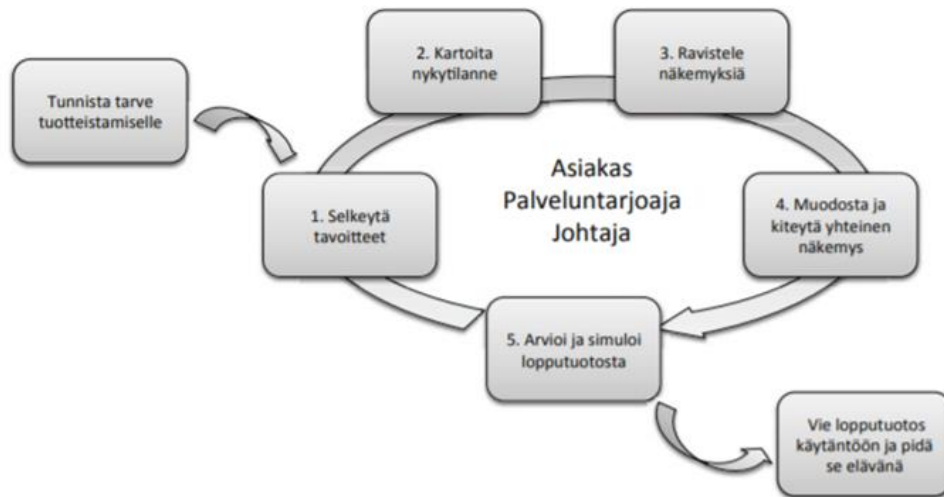 Tunnista tarve
tuotteistamiselle
1. Selkeytä
tavoitteet
2. Kartoita
nykytilanne
3. Ravistele
näkemyksiä
4. Muodosta ja
kiteytä yhteinen
näkemys
5. Arvioi ja simuloi
lopputuotosta
Asiakas
Palveluntarjoaja
Johtaja
Vie lopputuotos
käytäntöön ja pidä
se elävänä